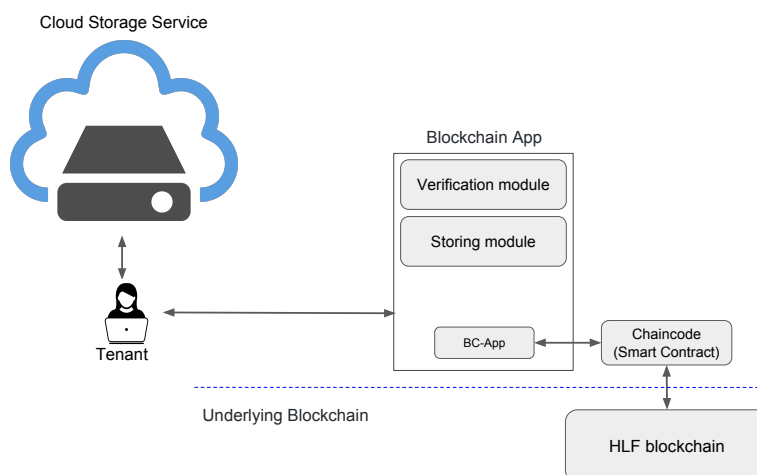 Cloud Storage Service
Blockchain App
Verification module
Storing module
Tenant
BC-App
Chaincode
(Smart Contract)
Underlying Blockchain
HLF blockchain